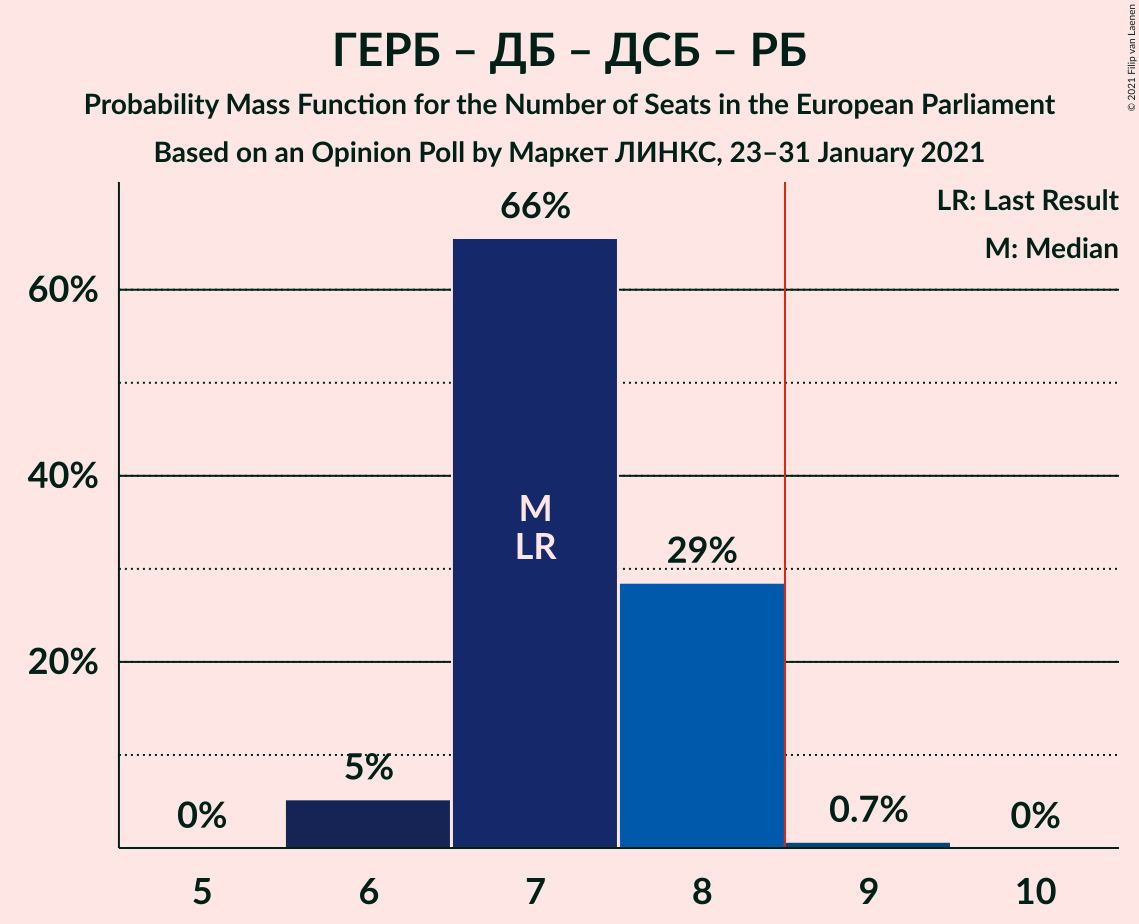 ГЕРБ – ДБ – ДСБ – РБ
Probability Mass Function for the Number of Seats in the European Parliament
Based on an Opinion Poll by Маркет ЛИНКС, 23–31 January 2021
© 2021 Filip van Laenen
LR: Last Result
M: Median
66%
60%
40%
20%
M
LR
29%
5%
0%
0.7%
0%
5
6
7
8
9
10